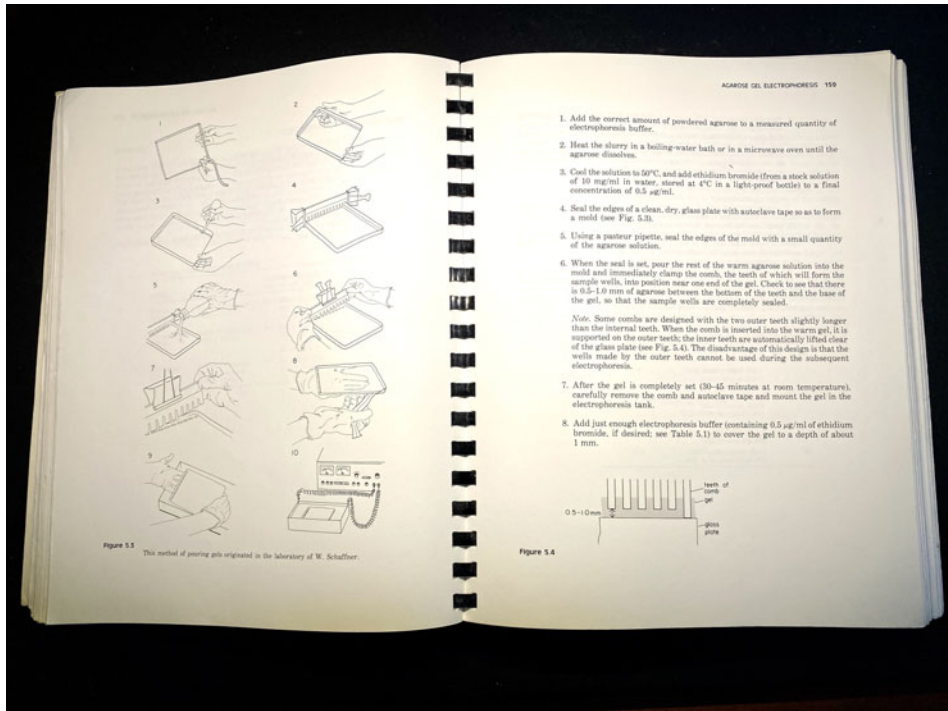 1
2
3
4
5
6
7
8
9
10
Figure 5.3
This method of pouring gels originated in the laboratory of W. Schaffner.
AGAROSE GEL ELECTROPHORESIS 159
1. Add the correct amount of powdered agarose to a measured quantity of
electrophoresis buffer.
2. Heat the slurry in a boiling-water bath or in a microwave oven until the
agarose dissolves.
3. Cool the solution to 50°C, and add ethidium bromide (from a stock solution
of 10 mg/ml in water, stored at 4°C in a light-proof bottle) to a final
concentration of 0.5 μg/ml.
4. Seal the edges of a clean, dry, glass plate with autoclave tape so as to form
a mold (see Fig. 5.3).
5. Using a pasteur pipette, seal the edges of the mold with a small quantity
of the agarose solution.
6. When the seal is set, pour the rest of the warm agarose solution into the
mold and immediately clamp the comb, the teeth of which will form the
sample wells, into position near one end of the gel. Check to see that there
is 0.5–1.0 mm of agarose between the bottom of the teeth and the base of
the gel, so that the sample wells are completely sealed.
Note. Some combs are designed with the two outer teeth slightly longer
than the internal teeth. When the comb is inserted into the warm gel, it is
supported on the outer teeth; the inner teeth are automatically lifted clear
of the glass plate (see Fig. 5.4). The disadvantage of this design is that the
wells made by the outer teeth cannot be used during the subsequent
electrophoresis.
7. After the gel is completely set (30–45 minutes at room temperature),
carefully remove the comb and autoclave tape and mount the gel in the
electrophoresis tank.
8. Add just enough electrophoresis buffer (containing 0.5 μg/ml of ethidium
bromide, if desired; see Table 5.1) to cover the gel to a depth of about
1 mm.
teeth of
comb
gel
0.5-1.0mm
glass
plate
Figure 5.4